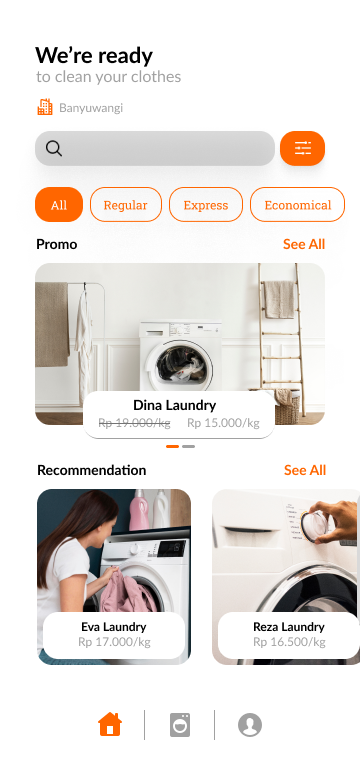 We're ready
to clean your clothes
Banyuwangi
All
Regular
Express
Economical
Promo
See All
Dina Laundry
Rp 19.000/kg
Rp 15.000/kg
Recommendation
See All
Eva Laundry
Rp 17.000/kg
Reza Laundry
Rp 16.500/kg